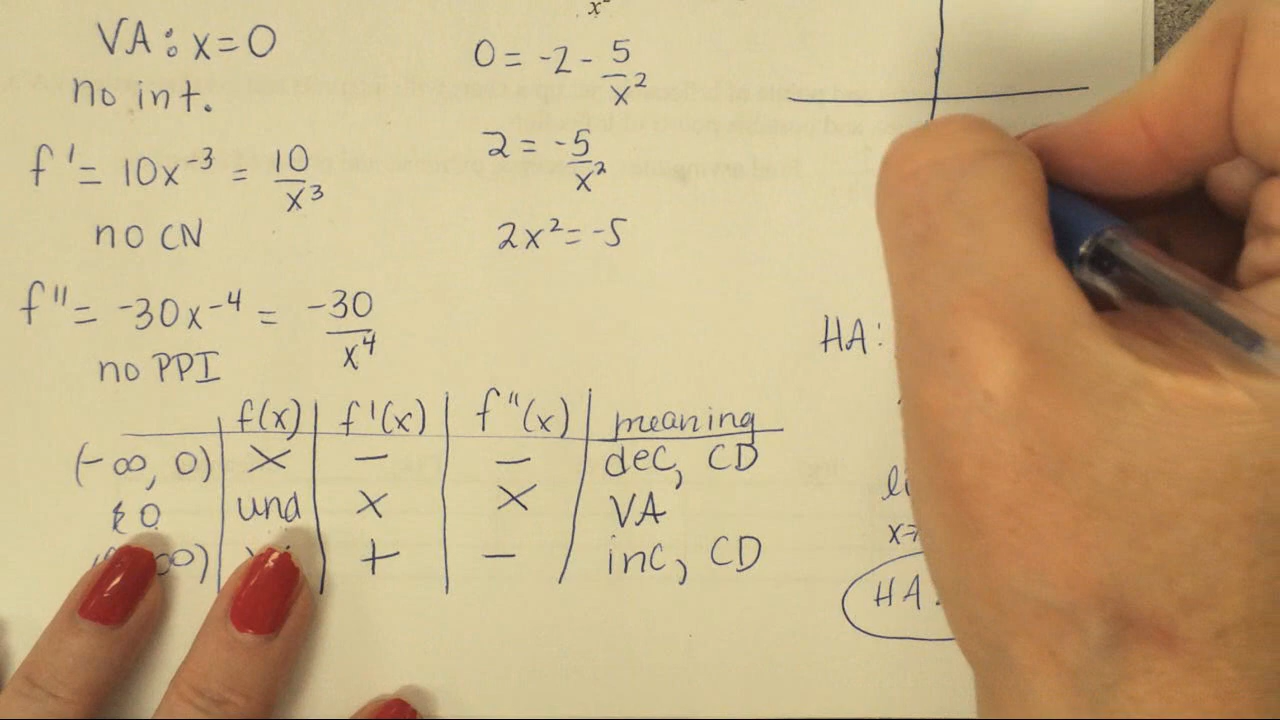 VA: x=0
no int.
f' = 10x⁻³ = 10/x³
no CN
f" = -30x⁻⁴ = -30/x⁴
no PPI
0 = -2 - 5/x²
2 = -5/x²
2x² = -5
HA:
f(x) | f'(x) | f"(x) | meaning
(-∞, 0) | × | − | − | dec, CD
0 | und | × | × | VA
∞) | + | − | inc, CD
x→
HA